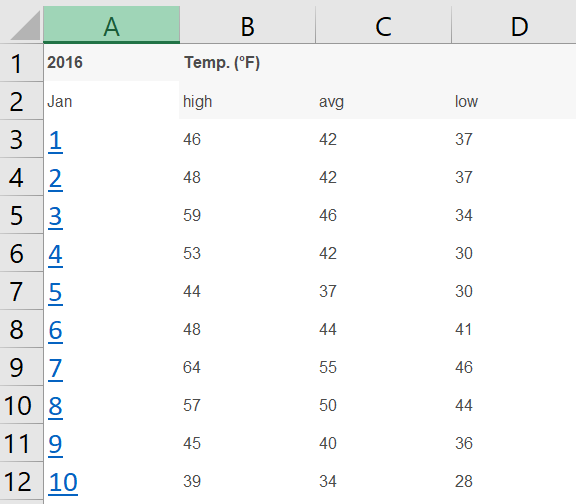 A B C D
1 2016 Temp. (°F)
2 Jan high avg low
3 1 46 42 37
4 2 48 42 37
5 3 59 46 34
6 4 53 42 30
7 5 44 37 30
8 6 48 44 41
9 7 64 55 46
10 8 57 50 44
11 9 45 40 36
12 10 39 34 28